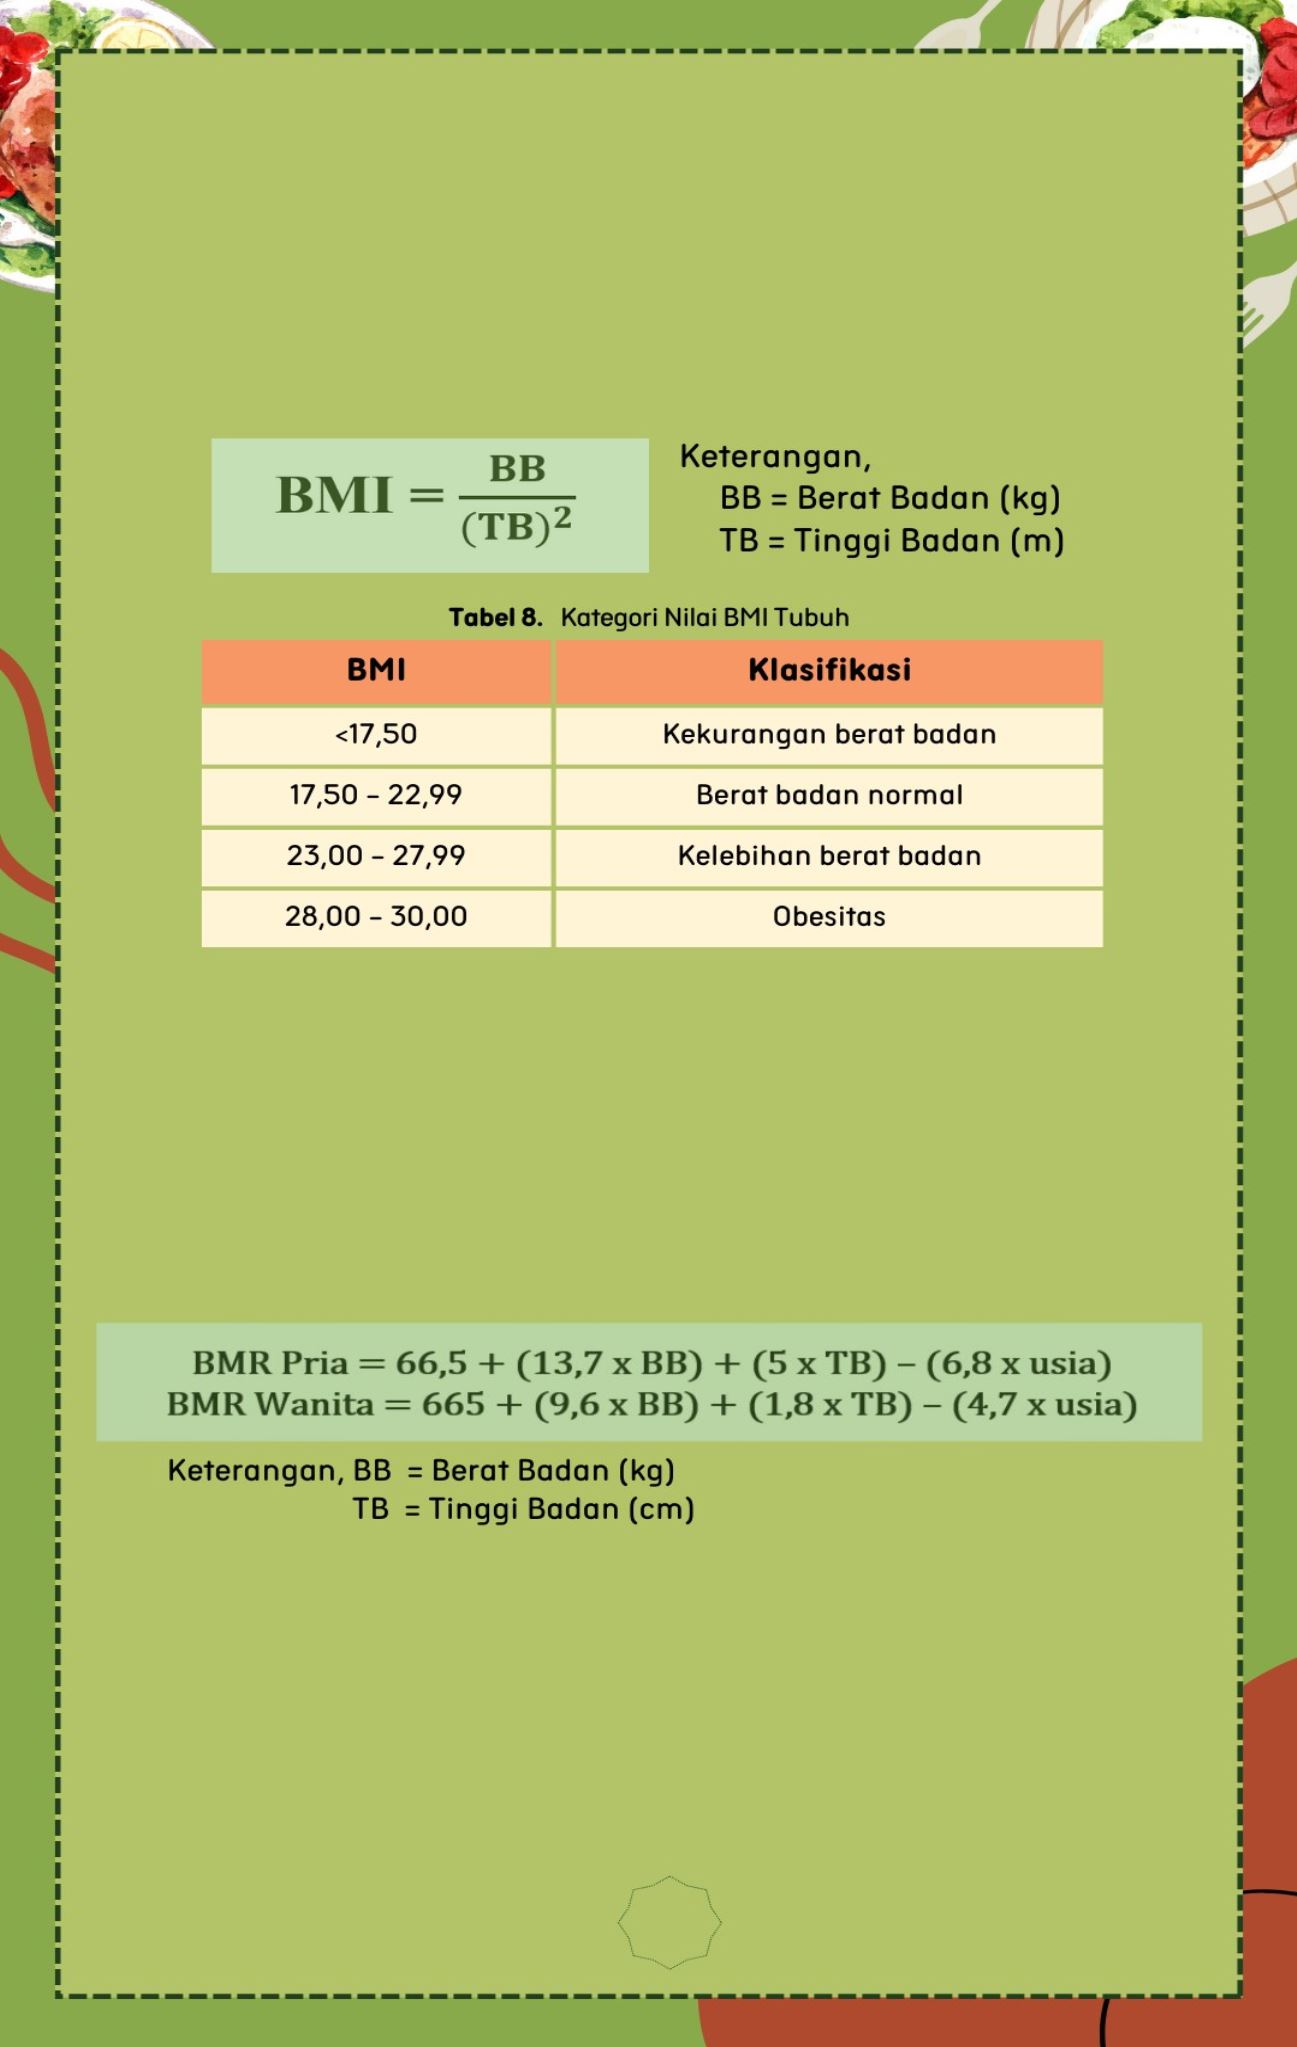 BMI = BB / (TB)²
Keterangan,
BB = Berat Badan (kg)
TB = Tinggi Badan (m)
Tabel 8. Kategori Nilai BMI Tubuh
BMI Klasifikasi
<17,50 Kekurangan berat badan
17,50 – 22,99 Berat badan normal
23,00 – 27,99 Kelebihan berat badan
28,00 – 30,00 Obesitas
BMR Pria = 66,5 + (13,7 x BB) + (5 x TB) – (6,8 x usia)
BMR Wanita = 665 + (9,6 x BB) + (1,8 x TB) – (4,7 x usia)
Keterangan, BB = Berat Badan (kg)
TB = Tinggi Badan (cm)